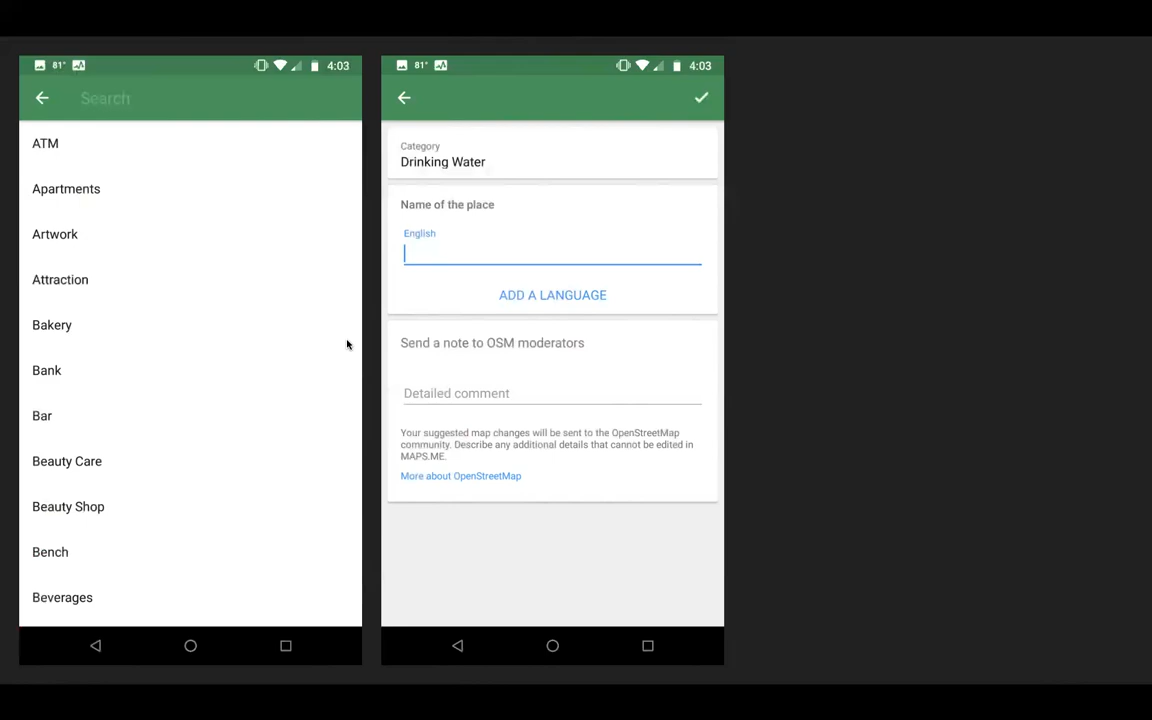 81° 4:03
Search
ATM
Apartments
Artwork
Attraction
Bakery
Bank
Bar
Beauty Care
Beauty Shop
Bench
Beverages
81° 4:03
Category
Drinking Water
Name of the place
English
ADD A LANGUAGE
Send a note to OSM moderators
Detailed comment
Your suggested map changes will be sent to the OpenStreetMap
community. Describe any additional details that cannot be edited in
MAPS.ME.
More about OpenStreetMap